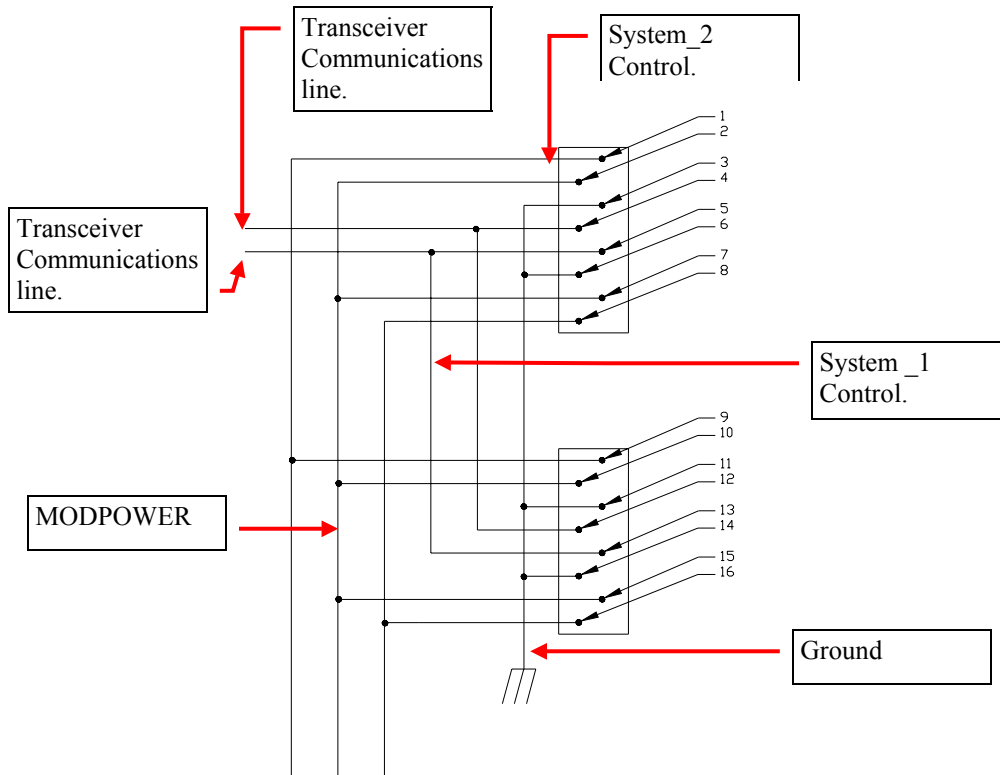 Transceiver
Communications
line.
System_2
Control.
1
2
3
4
5
6
7
8
Transceiver
Communications
line.
System _1
Control.
9
10
11
12
13
14
15
16
MODPOWER
Ground